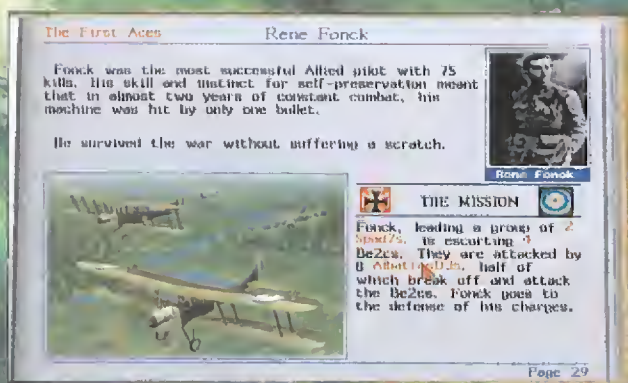 The First Aces
Rene Fonck
Fonck was the most successful Allied pilot with 75
kills. His skill and instinct for self-preservation meant
that in almost two years of constant combat, his
machine was hit by only one bullet.
He survived the war without suffering a scratch.
Rene Fonck
THE MISSION
Fonck, leading a group of 2
Spad7s, is escorting 4
Be2cs. They are attacked by
8 half of
which break off and attack
the Be2cs. Fonck goes to
the defense of his charges.
Page 29